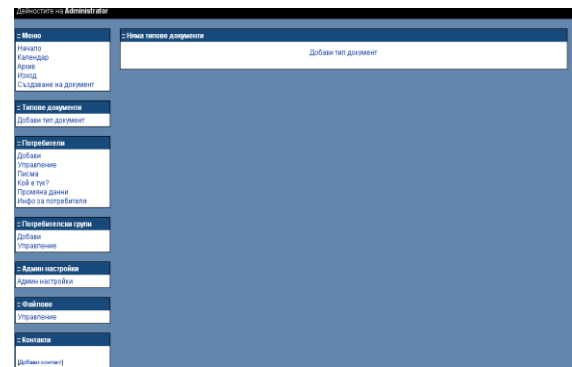 Дейностите на Administrator
:: Меню
Начало
Календар
Архив
Изход
Създаване на документ
:: Типове документи
Добави тип документ
:: Потребители
Добави
Управление
Писма
Кой е тук?
Промяна данни
Инфо за потребителя
:: Потребителски групи
Добави
Управление
:: Админ настройки
Админ настройки
:: Файлове
Управление
:: Контакти
[Добави контакт]
:: Няма типове документи
Добави тип документ